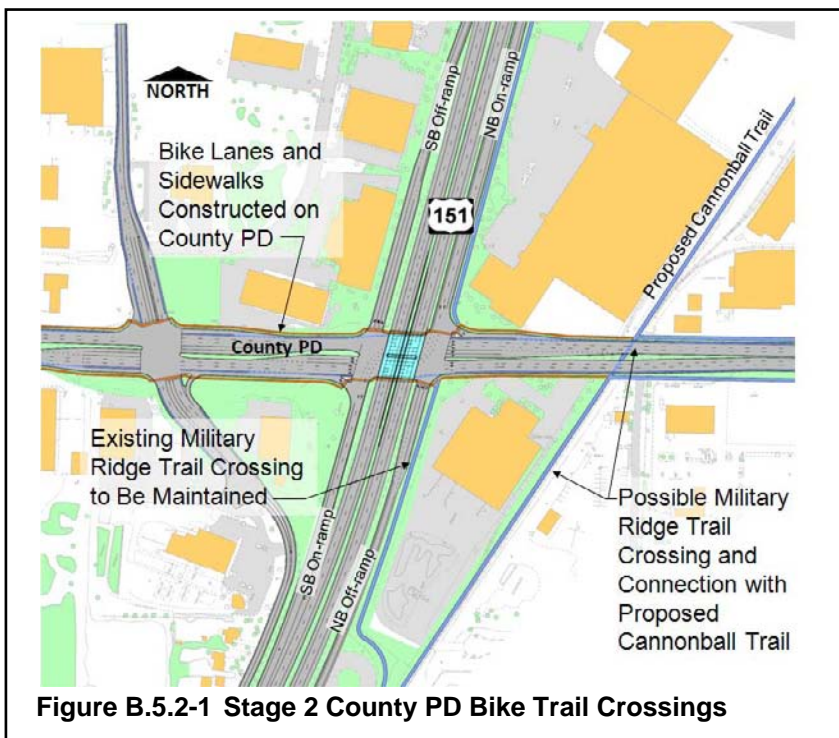 NORTH
Bike Lanes and
Sidewalks
Constructed on
County PD
SB Off-ramp
NB On-ramp
151
Proposed Cannonball Trail
County PD
Existing Military
Ridge Trail Crossing
to Be Maintained
SB On-ramp
NB Off-ramp
Possible Military
Ridge Trail
Crossing and
Connection with
Proposed
Cannonball Trail
Figure B.5.2-1 Stage 2 County PD Bike Trail Crossings